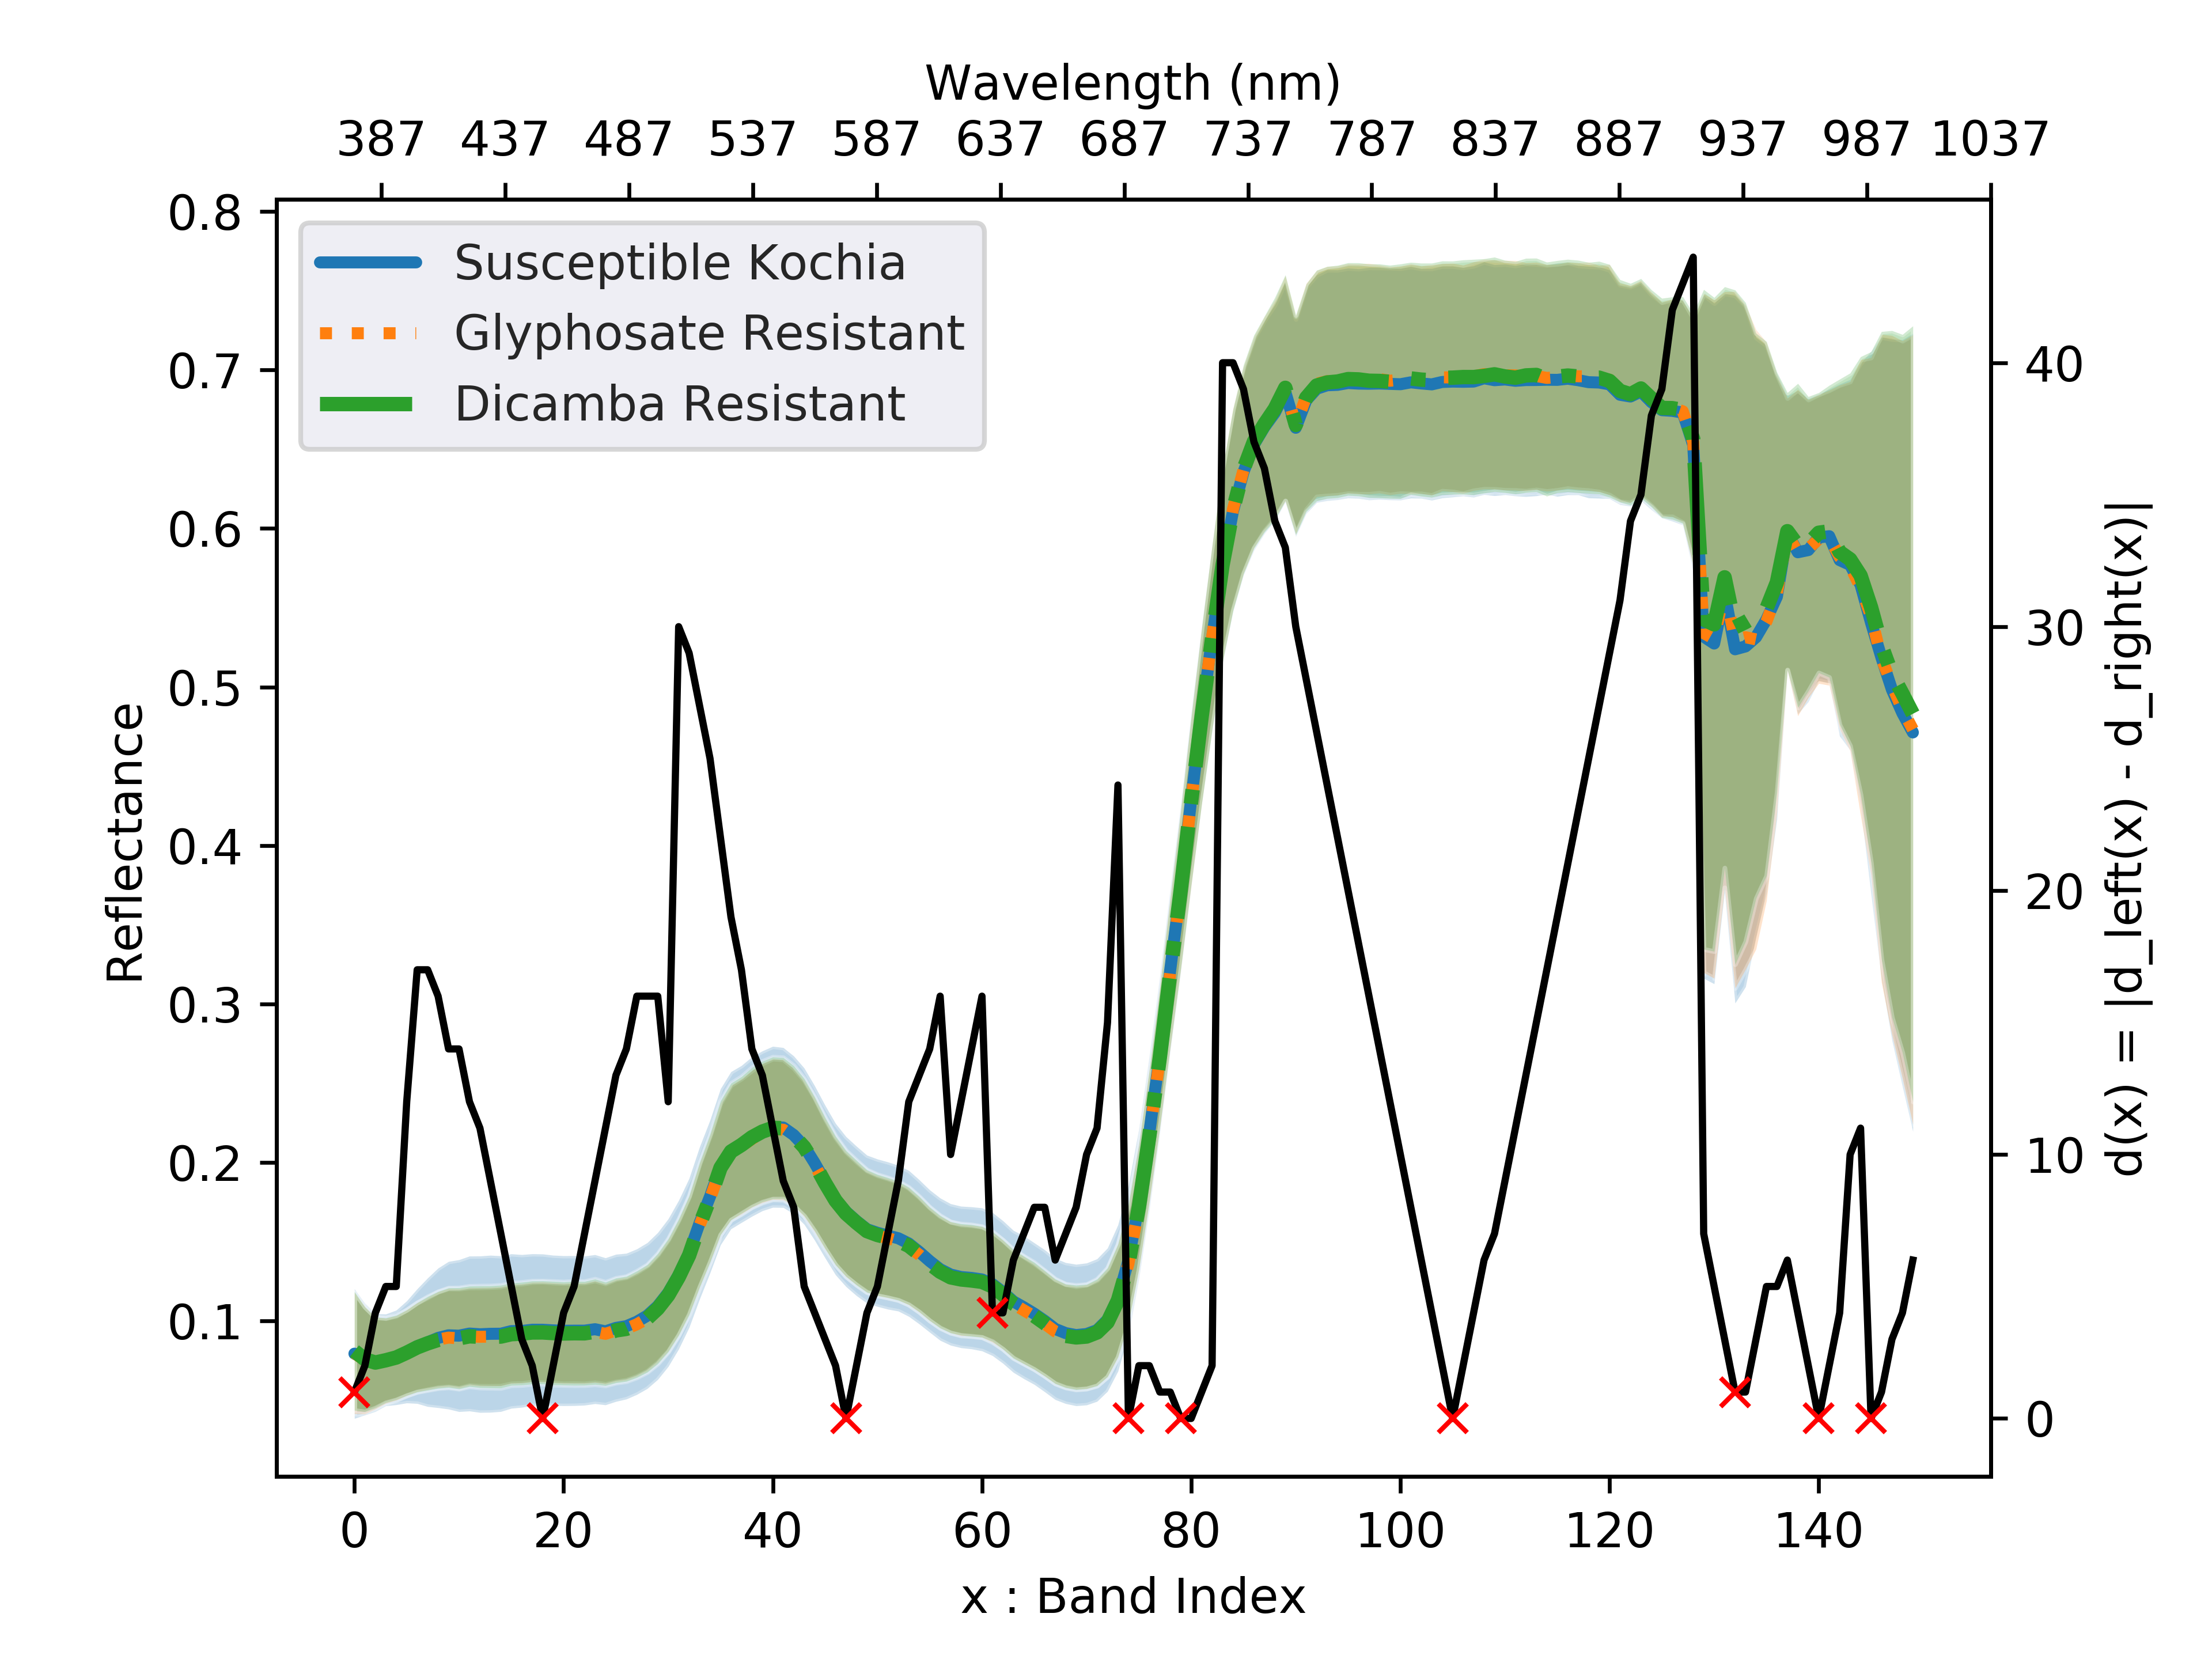 Wavelength (nm)
387 437 487 537 587 637 687 737 787 837 887 937 987 1037
Susceptible Kochia
Glyphosate Resistant
Dicamba Resistant
Reflectance
0.8
0.7
0.6
0.5
0.4
0.3
0.2
0.1
40
30
20
10
0
d(x) = |d_left(x) - d_right(x)|
0 20 40 60 80 100 120 140
x : Band Index